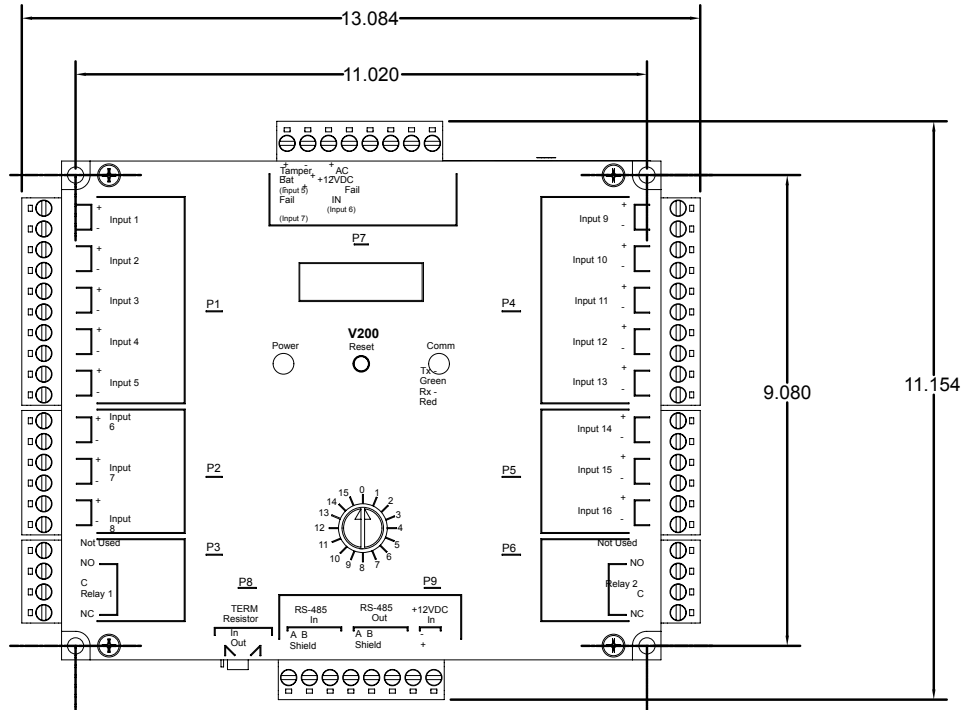 13.084
11.020
+ - +
Tamper + AC
Bat + +12VDC
(Input 5) Fail
Fail IN
(Input 6)
(Input 7)
P7
+
-
Input 1
+
-
Input 2
+
-
Input 3
+
-
Input 4
+
-
Input 5
P1
V200
Power
Reset
Comm
Tx -
Green
Rx -
Red
P4
+
-
Input 9
+
-
Input 10
+
-
Input 11
+
-
Input 12
+
-
Input 13
9.080
11.154
+
-
Input
6
+
-
Input
7
+
-
Input
8
P2
0
1
2
3
4
5
6
7
8
9
10
11
12
13
14
15
P5
+
-
Input 14
+
-
Input 15
+
-
Input 16
Not Used
NO
C
Relay 1
NC
P3
P6
Not Used
NO
Relay 2
C
NC
P8
P9
TERM
Resistor
In
Out
RS-485
In
A B
Shield
RS-485
Out
A B
Shield
+12VDC
In
-
+